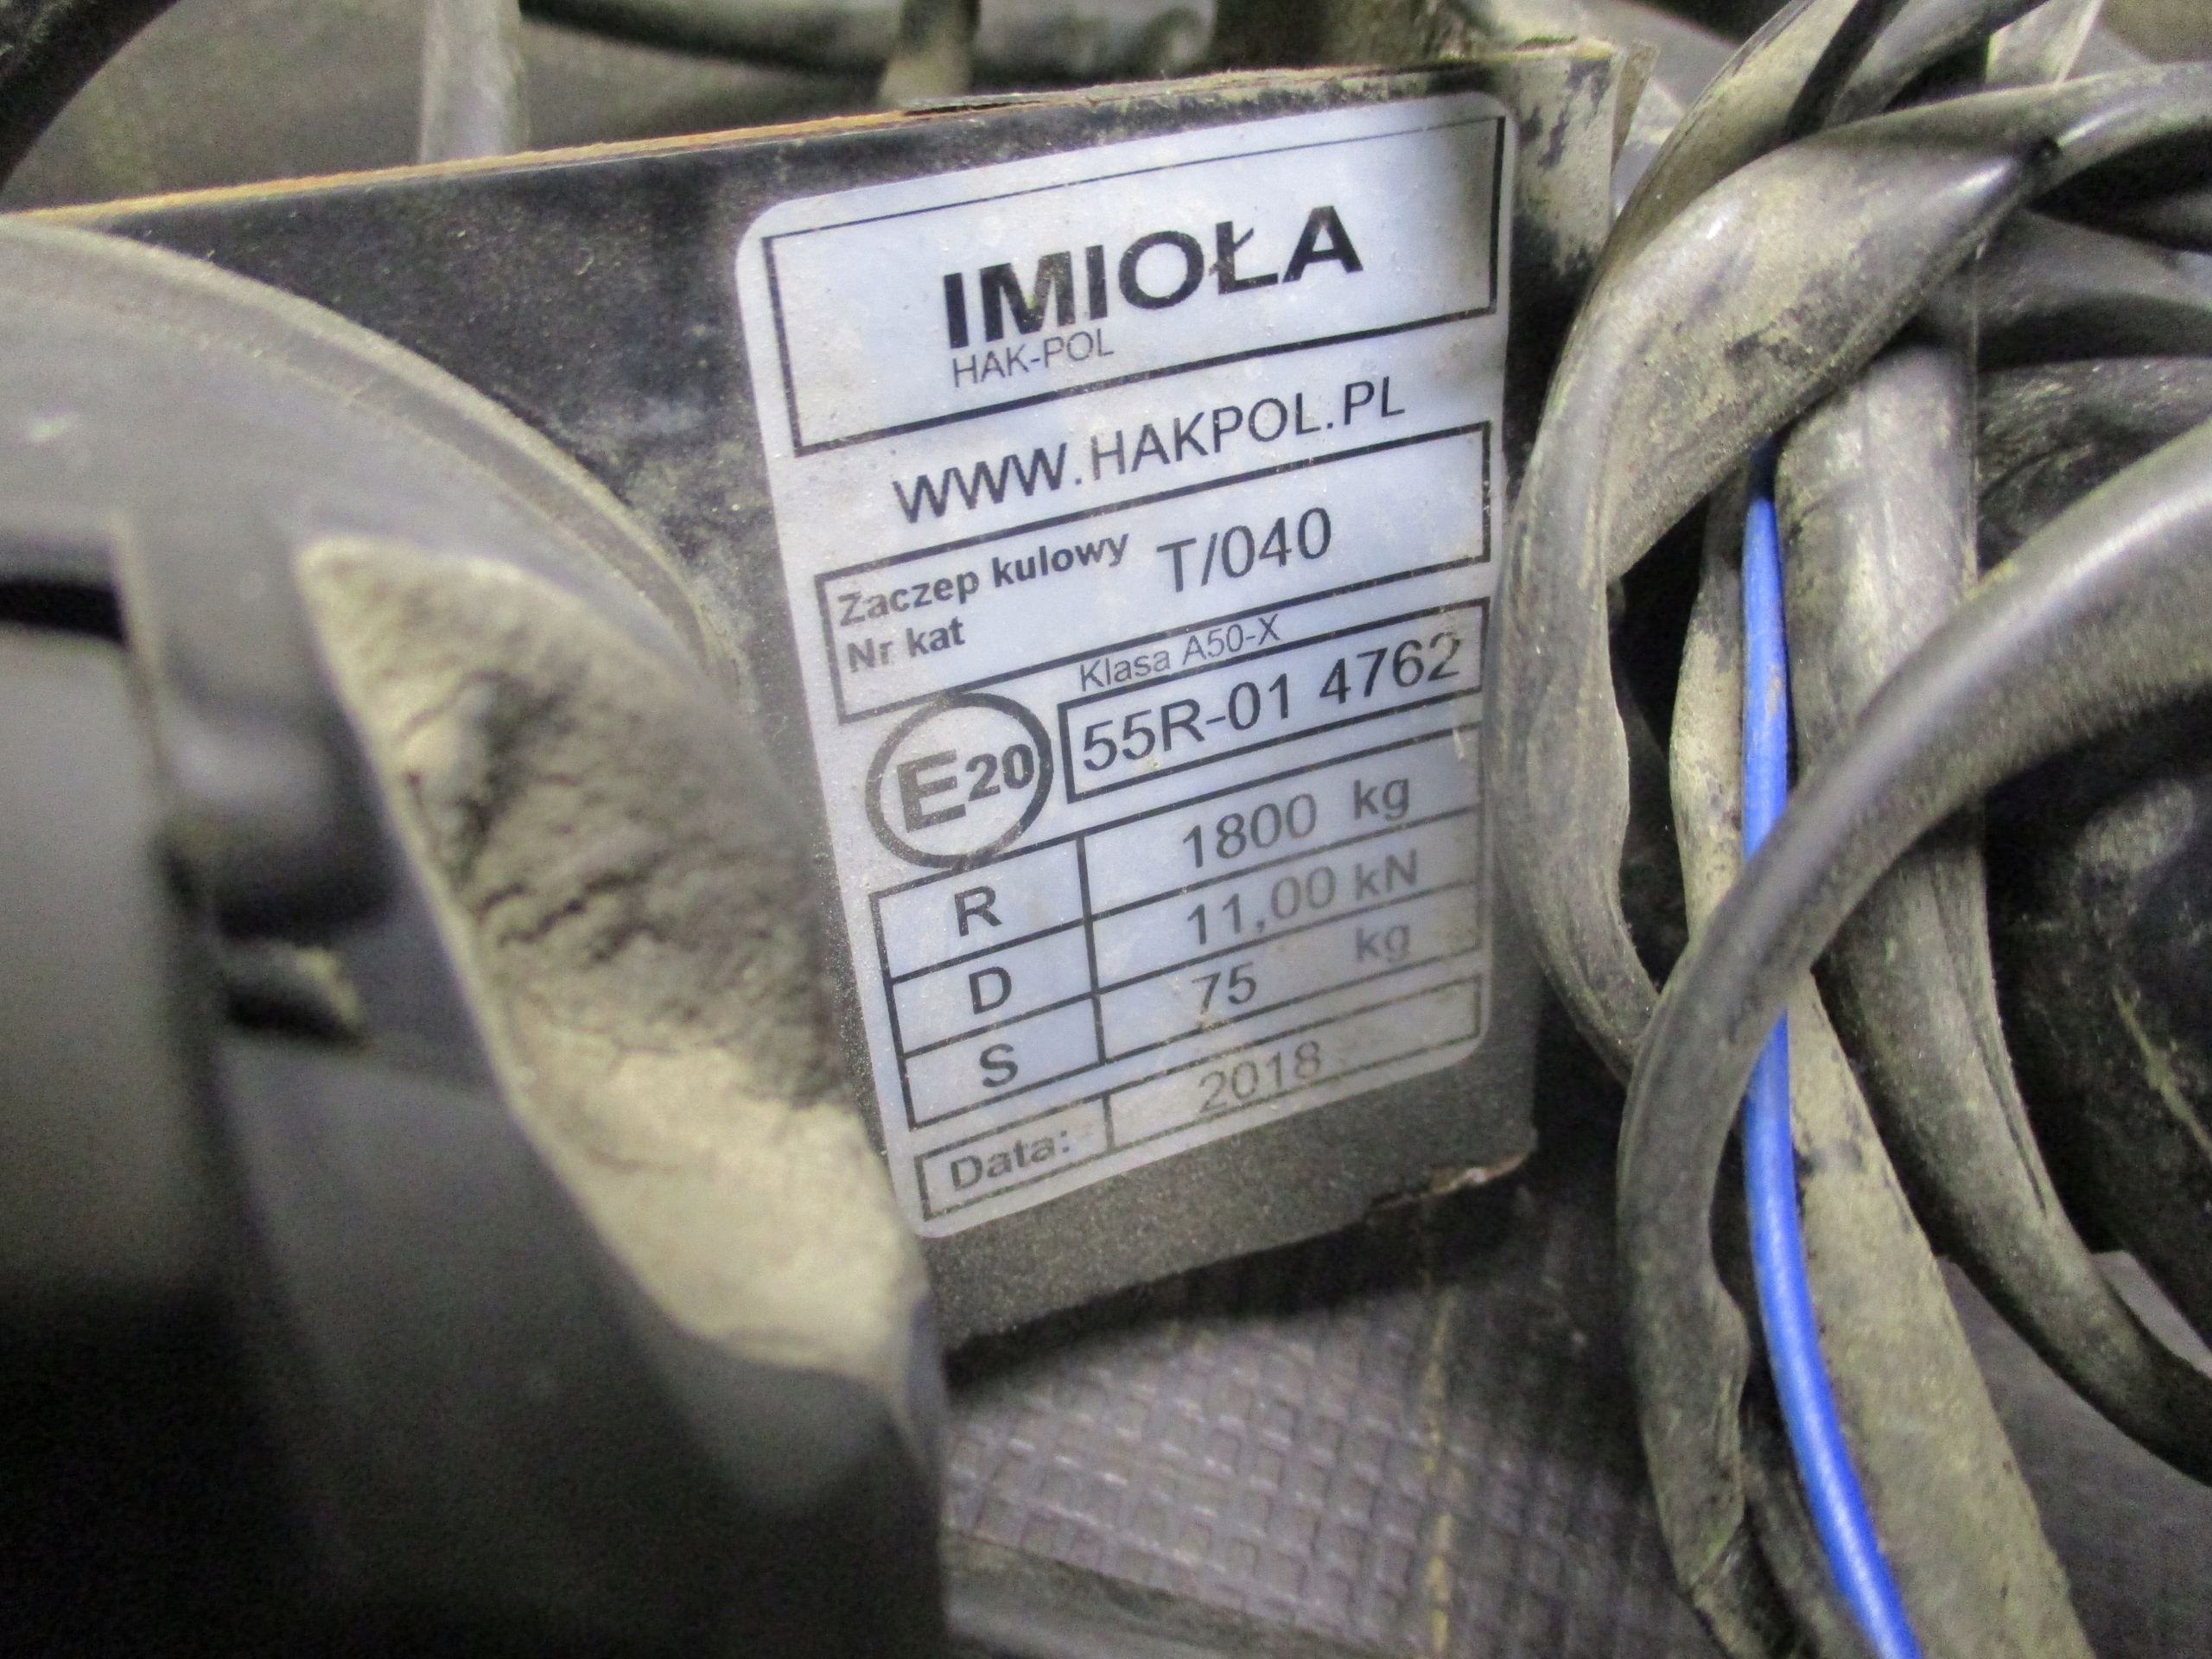 IMIOŁA
HAK-POL
WWW.HAKPOL.PL
Zaczep kulowy
Nr kat
T/040
Klasa A50-X
E20
55R-01 4762
R 1800 kg
D 11,00 kN
S 75 kg
Data: 2018